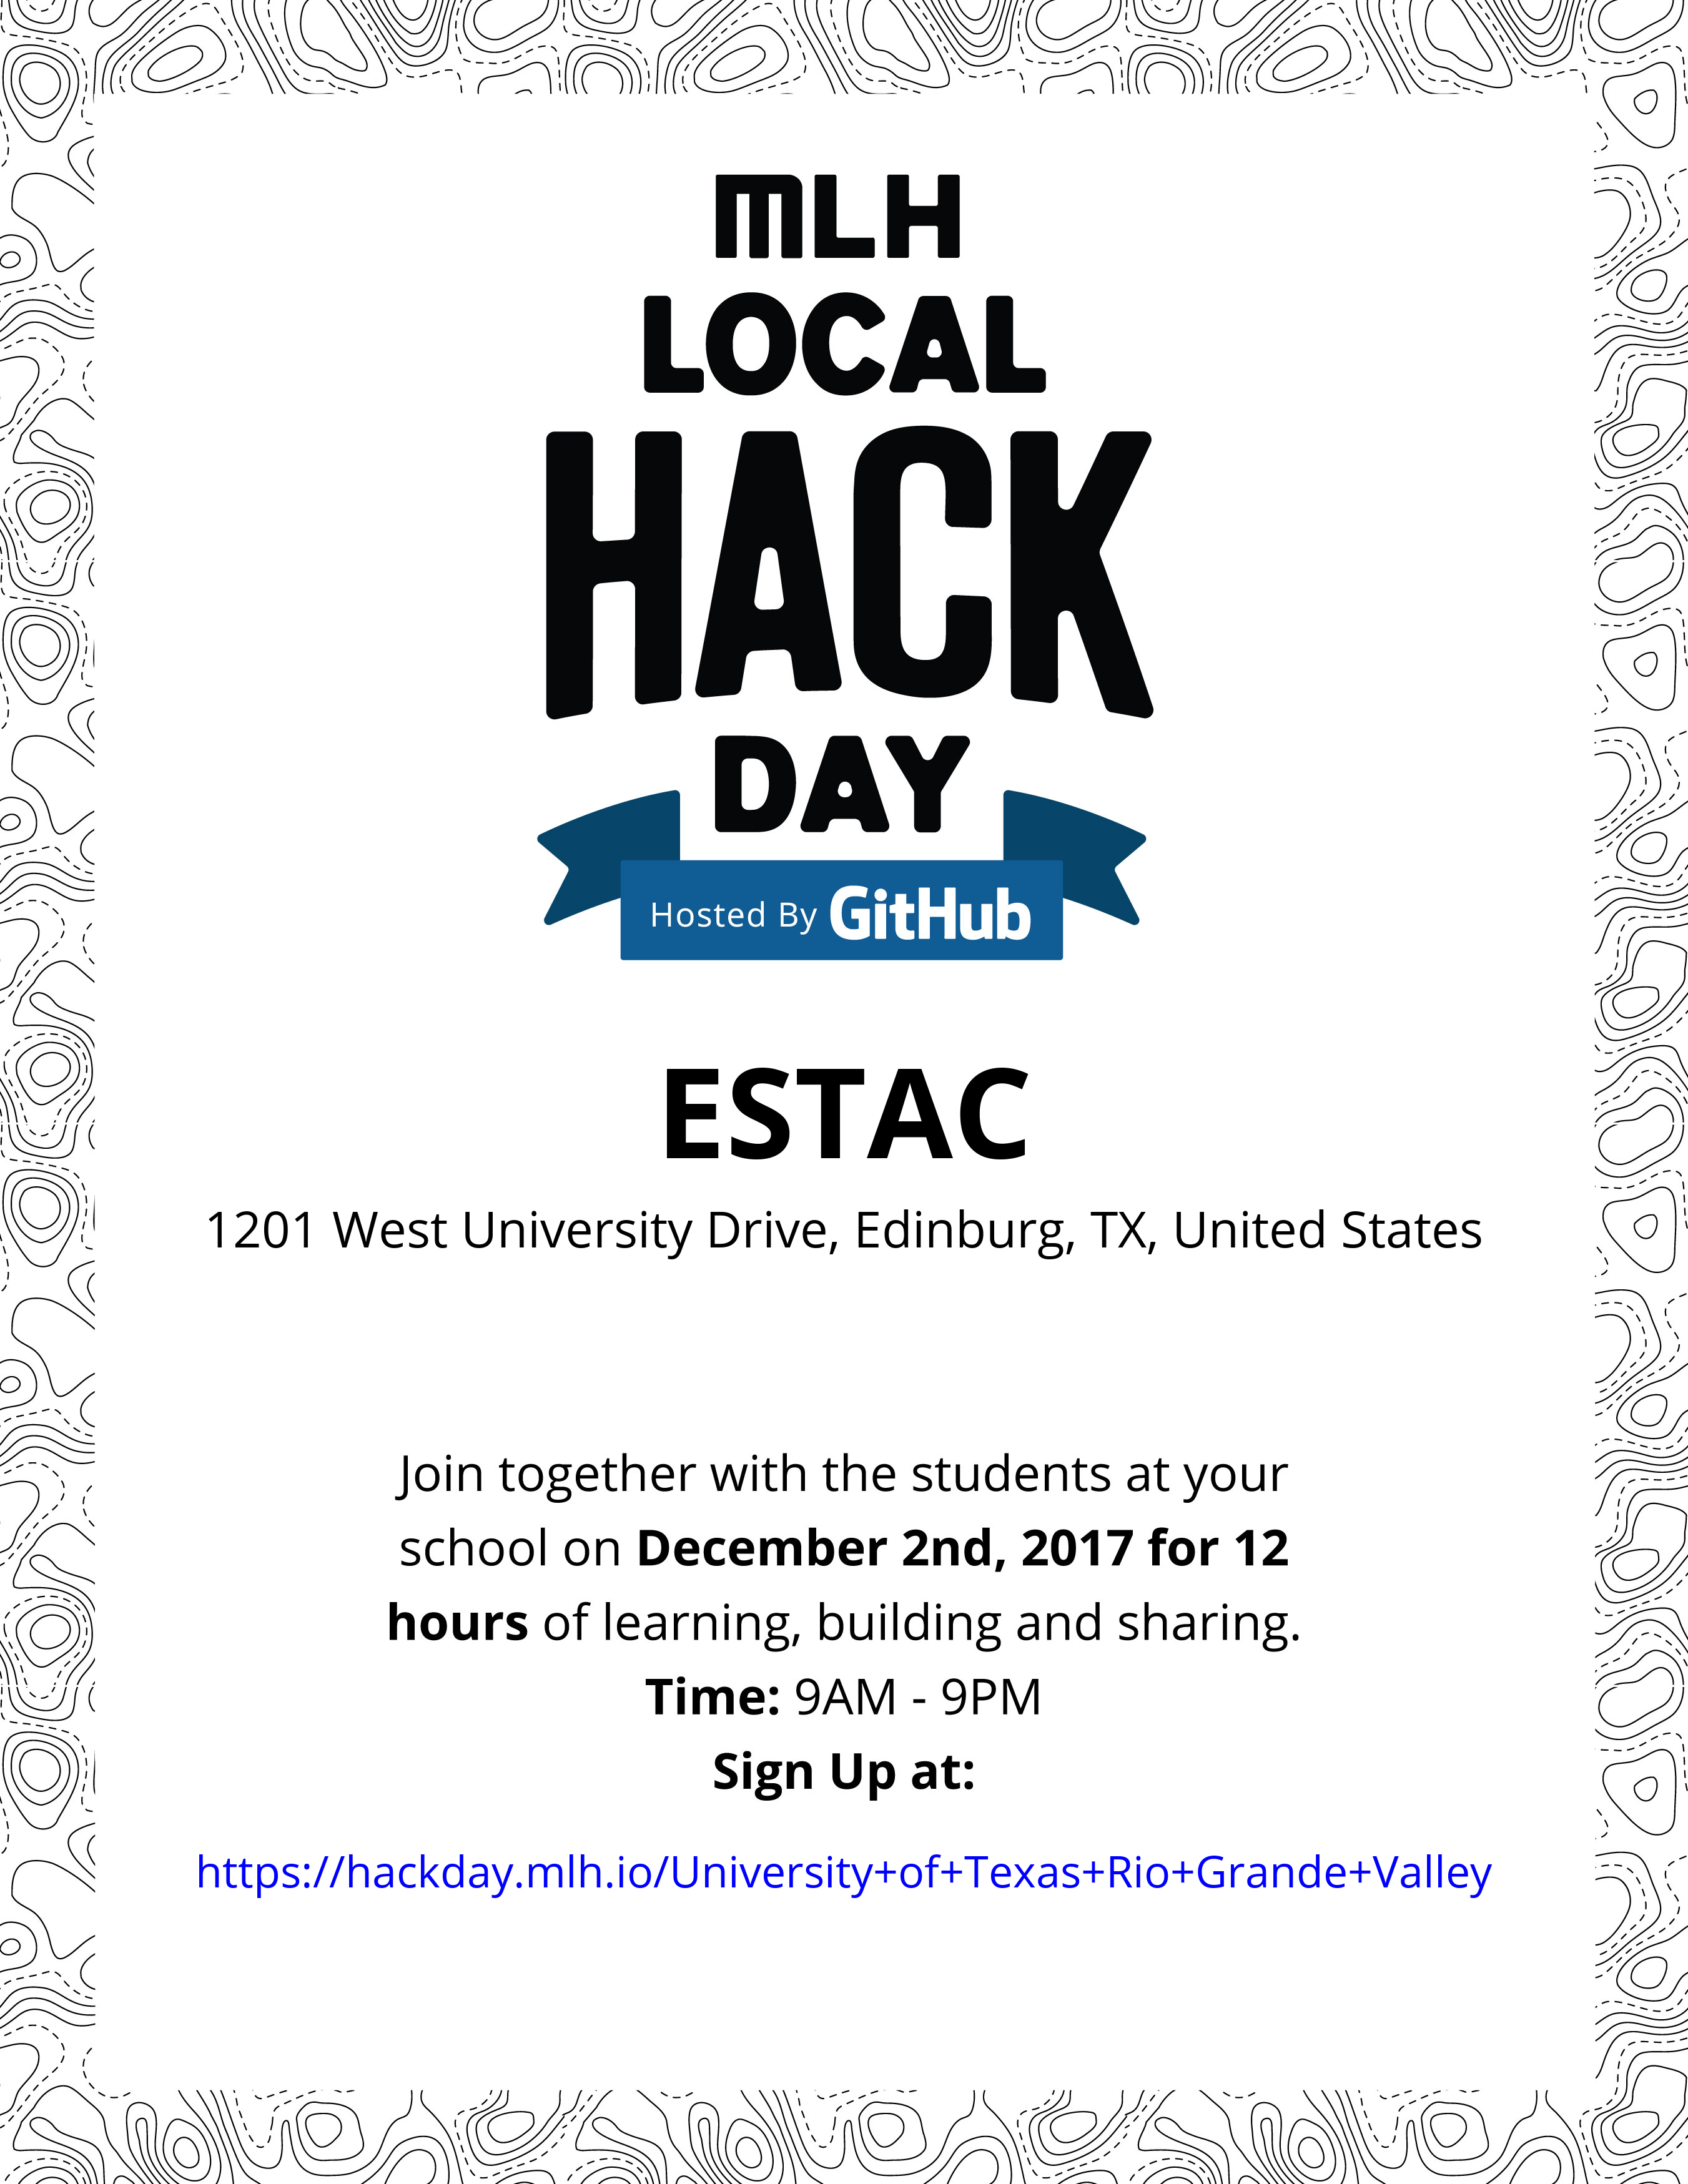 MLH
LOCAL
HACK
DAY
Hosted By GitHub
ESTAC
1201 West University Drive, Edinburg, TX, United States
Join together with the students at your
school on December 2nd, 2017 for 12
hours of learning, building and sharing.
Time: 9AM - 9PM
Sign Up at:
https://hackday.mlh.io/University+of+Texas+Rio+Grande+Valley